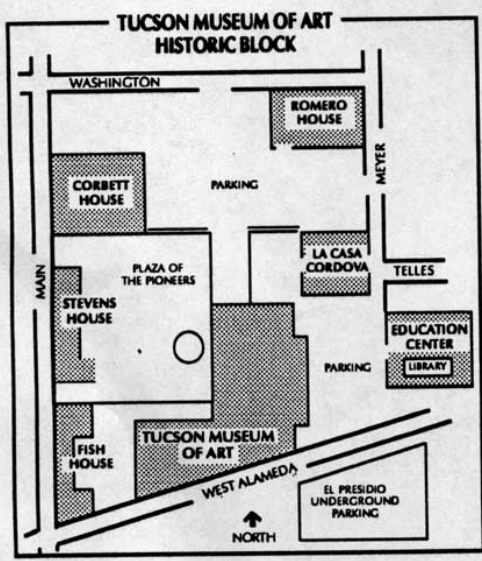 TUCSON MUSEUM OF ART
HISTORIC BLOCK
WASHINGTON
ROMERO
HOUSE
MEYER
CORBETT
HOUSE
PARKING
MAIN
PLAZA OF
THE PIONEERS
LA CASA
CORDOVA
TELLES
STEVENS
HOUSE
EDUCATION
CENTER
LIBRARY
PARKING
FISH
HOUSE
TUCSON MUSEUM
OF ART
WEST ALAMEDA
EL PRESIDIO
UNDERGROUND
PARKING
NORTH